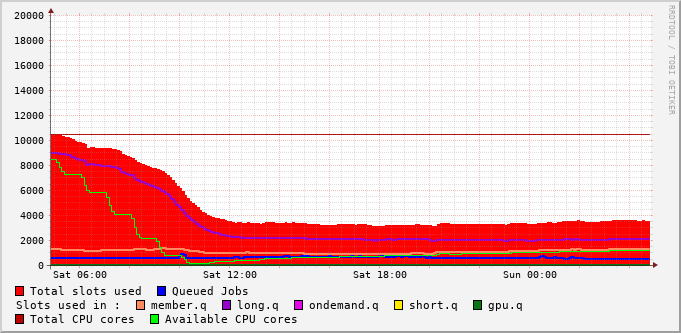 20000
18000
16000
14000
12000
10000
8000
6000
4000
2000
0
Sat 06:00 Sat 12:00 Sat 18:00 Sun 00:00
Total slots used Queued Jobs
Slots used in : member.q long.q ondemand.q short.q gpu.q
Total CPU cores Available CPU cores
RRDTOOL / TOBI OETIKER